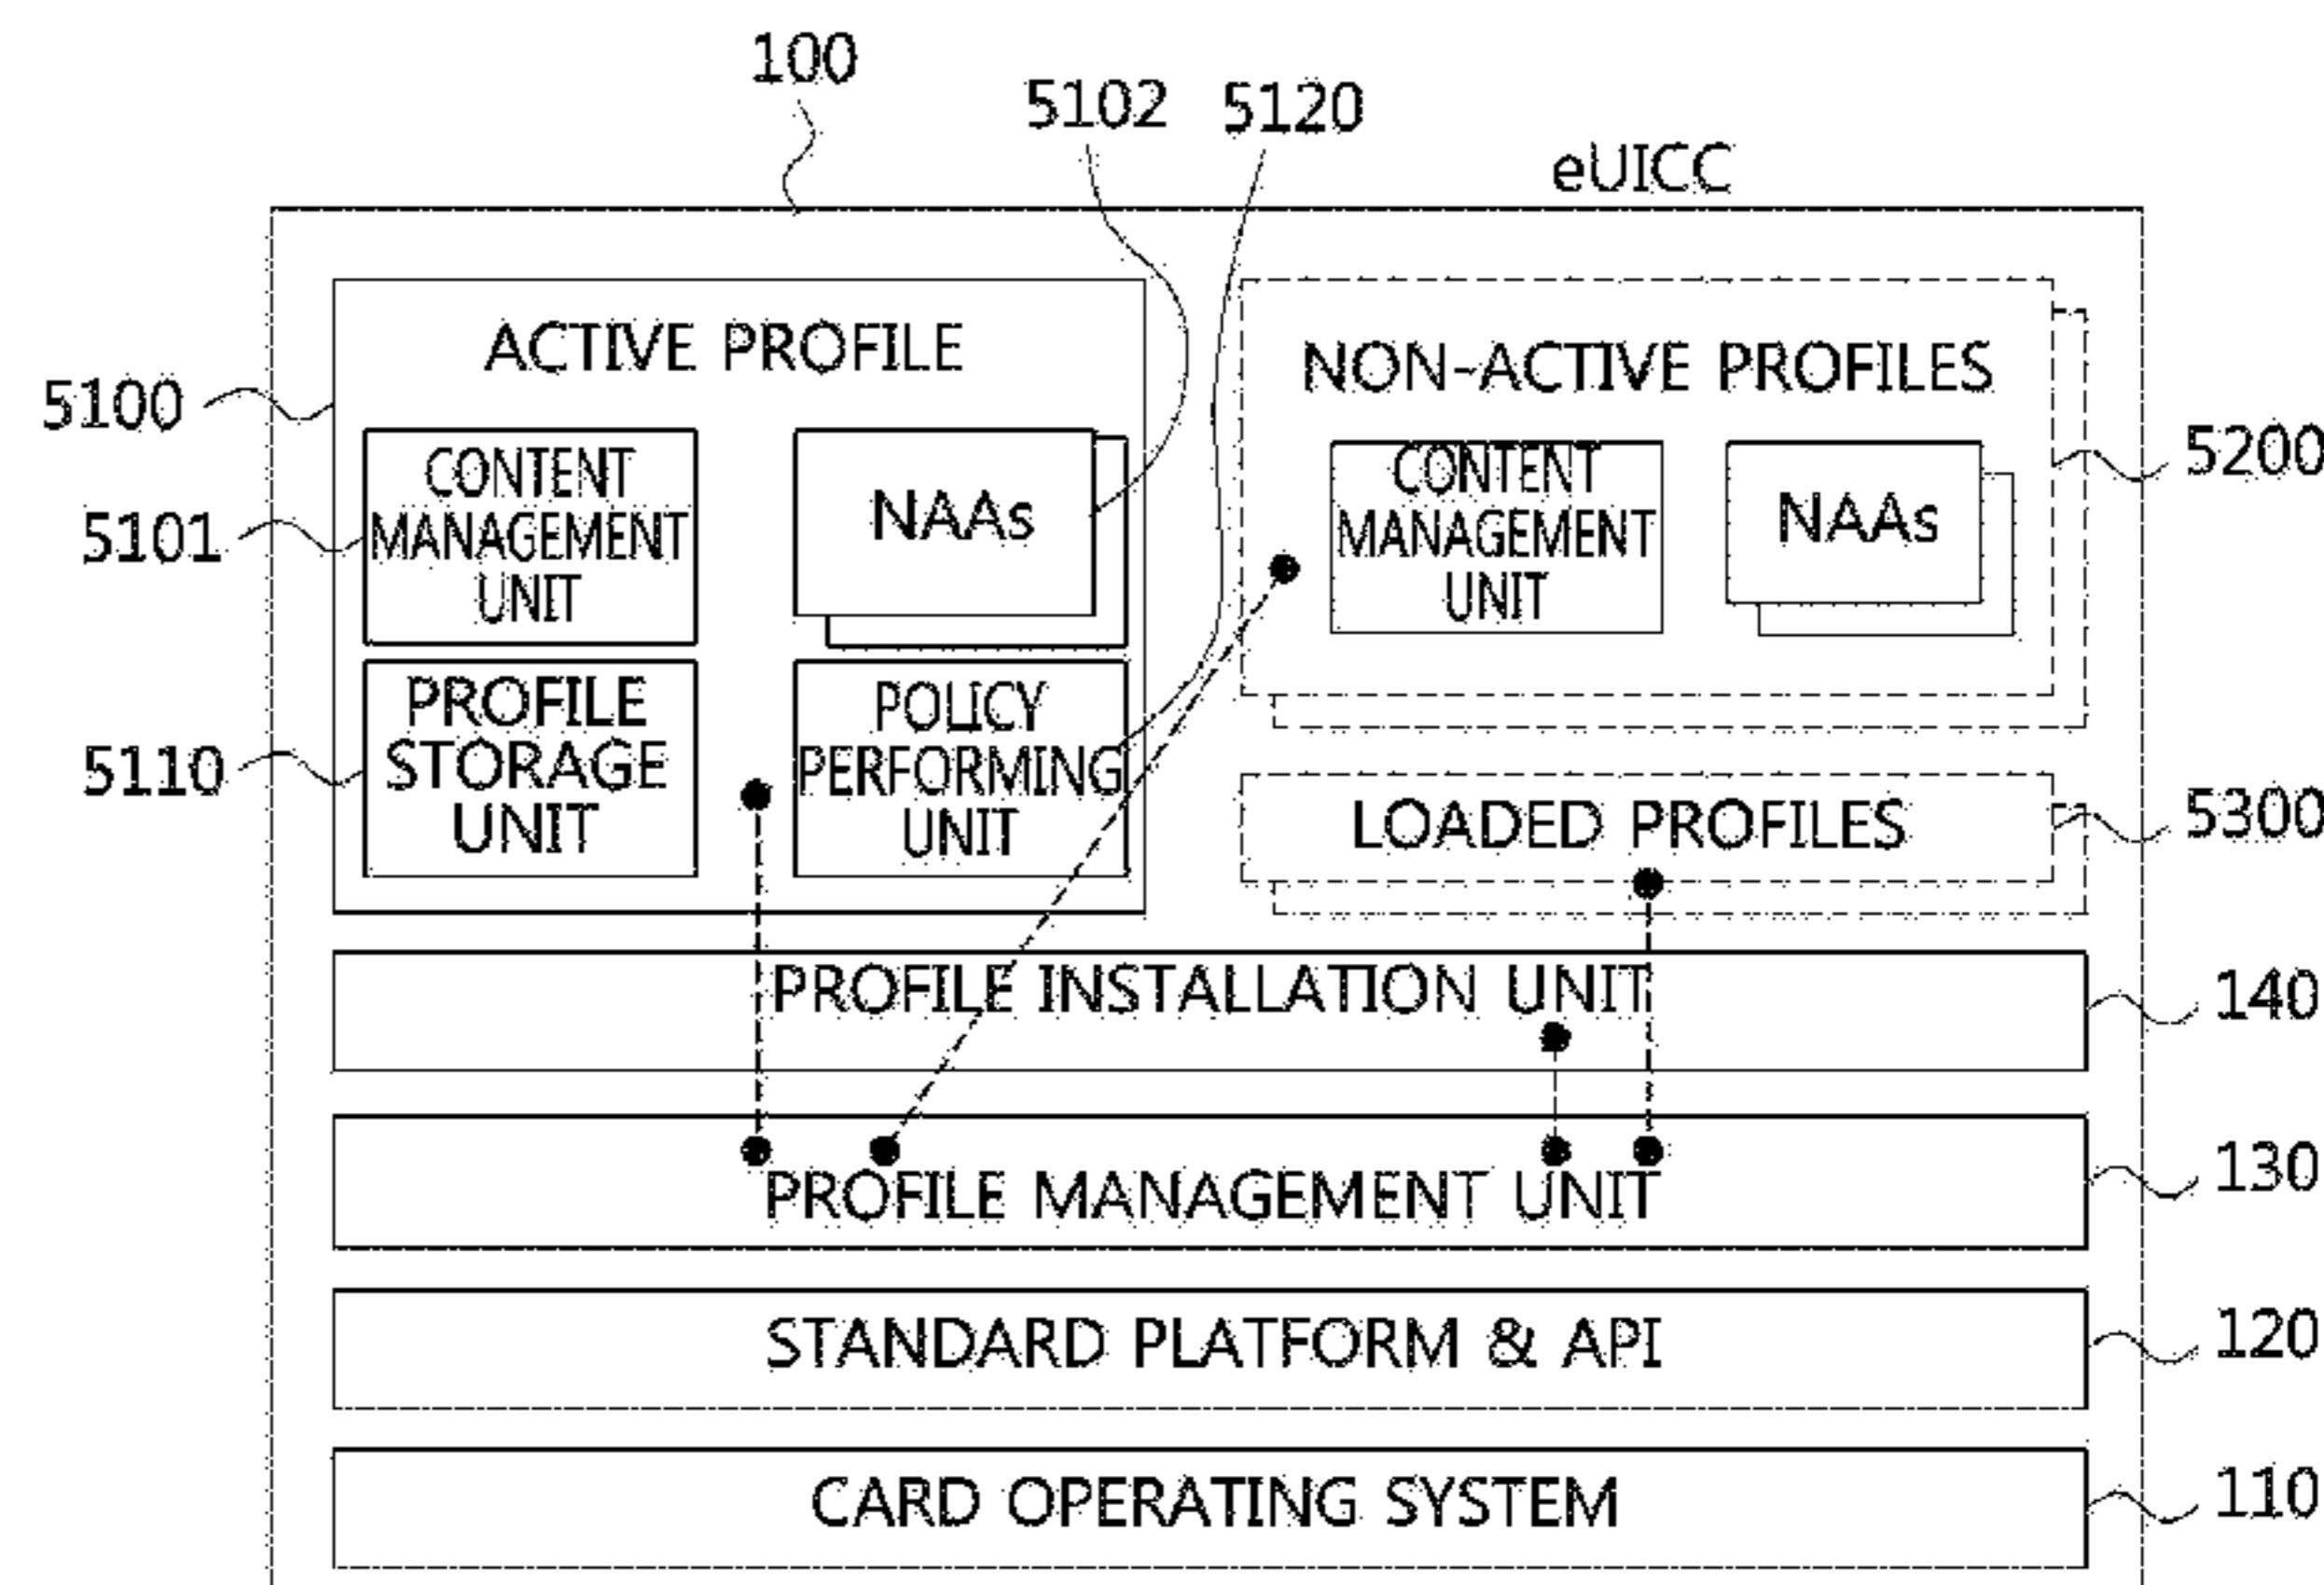 100
5102
5120
eUICC
ACTIVE PROFILE
NON-ACTIVE PROFILES
5100
CONTENT
MANAGEMENT
UNIT
5101
NAAs
CONTENT
MANAGEMENT
UNIT
NAAs
5200
PROFILE
STORAGE
UNIT
5110
POLICY
PERFORMING
UNIT
LOADED PROFILES
5300
PROFILE INSTALLATION UNIT
140
PROFILE MANAGEMENT UNIT
130
STANDARD PLATFORM & API
120
CARD OPERATING SYSTEM
110